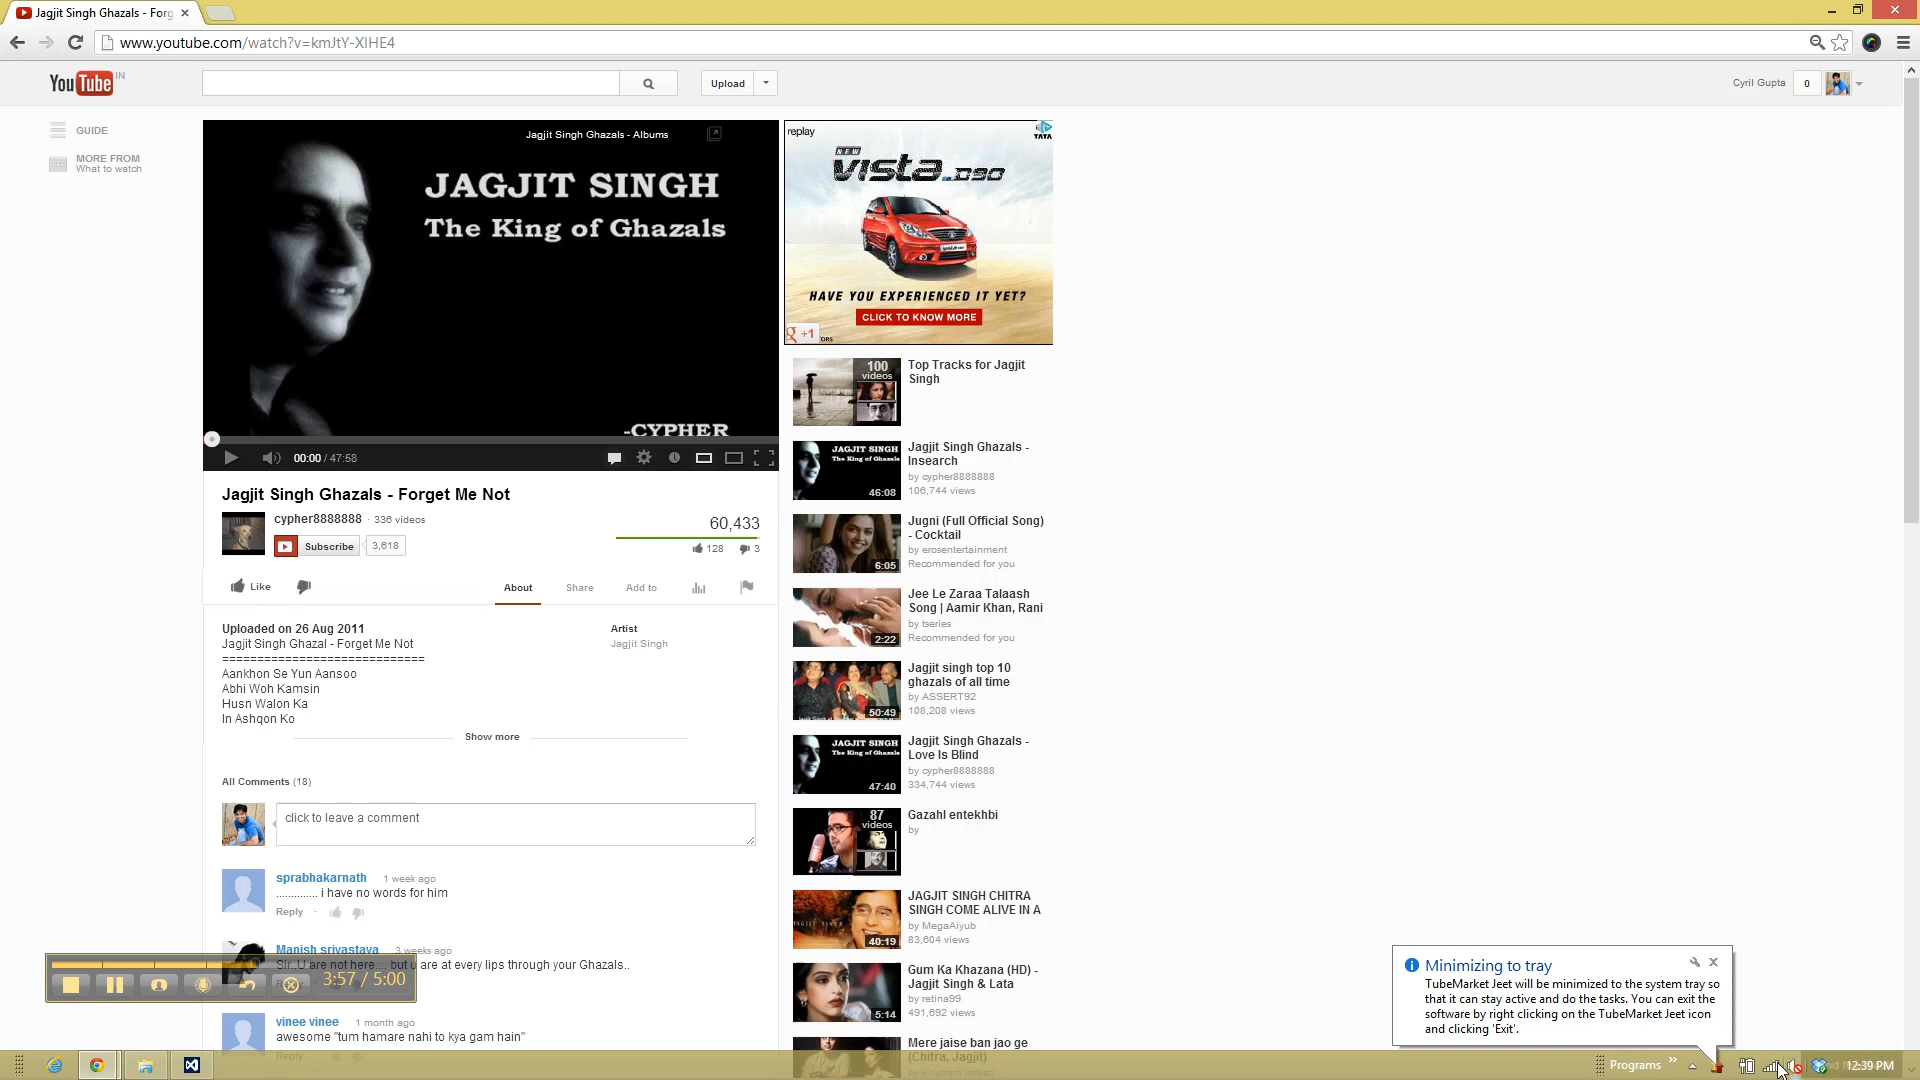 Jagjit Singh Ghazals - Forg
www.youtube.com/watch?v=kmJtY-XIHE4
YouTube IN
Upload
Cyril Gupta 0
GUIDE
MORE FROM
What to watch
Jagjit Singh Ghazals - Albums
JAGJIT SINGH
The King of Ghazals
-CYPHER
00:00 / 47:58
Jagjit Singh Ghazals - Forget Me Not
cypher8888888 · 336 videos
Subscribe 3,618
60,433
128 3
Like
About Share Add to
Uploaded on 26 Aug 2011
Jagjit Singh Ghazal - Forget Me Not
=============================
Aankhon Se Yun Aansoo
Abhi Woh Kamsin
Husn Walon Ka
In Ashqon Ko
Artist
Jagjit Singh
Show more
All Comments (18)
click to leave a comment
sprabhakarnath 1 week ago
.............. i have no words for him
Reply ·
Manish srivastava 3 weeks ago
Sir..U are not here.... but u are at every lips through your Ghazals..
3:57 / 5:00
vinee vinee 1 month ago
awesome "tum hamare nahi to kya gam hain"
Reply ·
replay
TATA
NEW
VISTA D90
HAVE YOU EXPERIENCED IT YET?
CLICK TO KNOW MORE
+1
ORS
100
videos
Top Tracks for Jagjit
Singh
JAGJIT SINGH
The King of Ghazals
46:08
Jagjit Singh Ghazals -
Insearch
by cypher8888888
106,744 views
6:05
Jugni (Full Official Song)
- Cocktail
by erosentertainment
Recommended for you
2:22
Jee Le Zaraa Talaash
Song | Aamir Khan, Rani
by tseries
Recommended for you
50:49
Jagjit singh top 10
ghazals of all time
by ASSERT92
108,208 views
JAGJIT SINGH
The King of Ghazals
47:40
Jagjit Singh Ghazals -
Love Is Blind
by cypher8888888
334,744 views
87
videos
Gazahl entekhbi
by
40:19
JAGJIT SINGH CHITRA
SINGH COME ALIVE IN A
by MegaAiyub
83,604 views
5:14
Gum Ka Khazana (HD) -
Jagjit Singh & Lata
by retina99
491,692 views
Mere jaise ban jao ge
(Chitra, Jagjit)
Minimizing to tray
TubeMarket Jeet will be minimized to the system tray so
that it can stay active and do the tasks. You can exit the
software by right clicking on the TubeMarket Jeet icon
and clicking 'Exit'.
Programs
12:39 PM